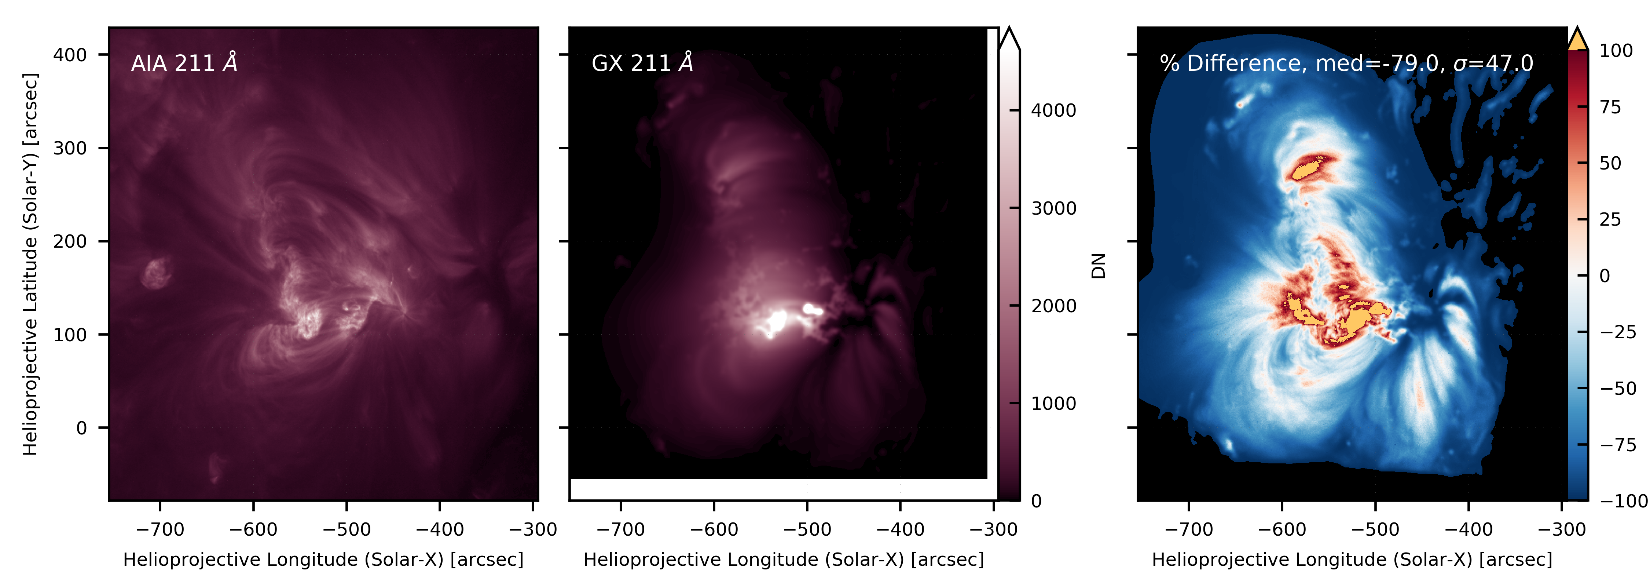 AIA 211 Å
GX 211 Å
% Difference, med=-79.0, σ=47.0
Helioprojective Latitude (Solar-Y) [arcsec]
400
300
200
100
0
−700 −600 −500 −400 −300
Helioprojective Longitude (Solar-X) [arcsec]
−700 −600 −500 −400 −300
Helioprojective Longitude (Solar-X) [arcsec]
4000
3000
2000
1000
0
DN
−700 −600 −500 −400 −300
Helioprojective Longitude (Solar-X) [arcsec]
100
75
50
25
0
−25
−50
−75
−100